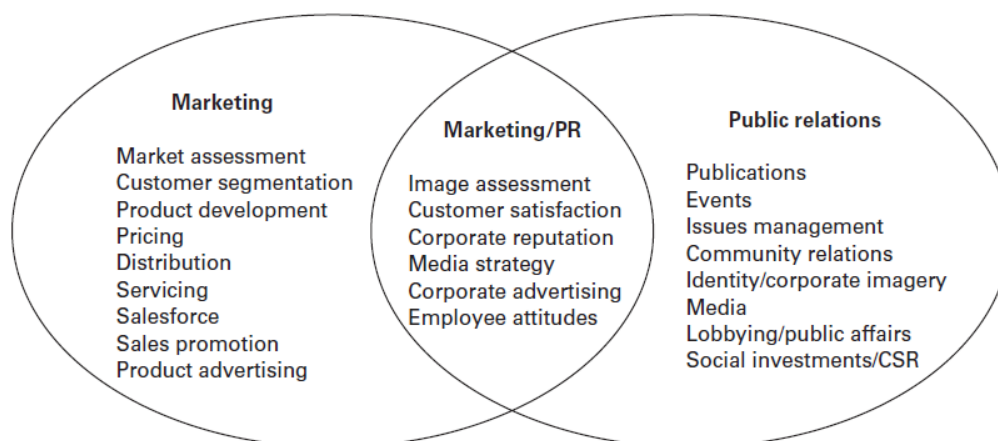 Marketing
Market assessment
Customer segmentation
Product development
Pricing
Distribution
Servicing
Salesforce
Sales promotion
Product advertising
Marketing/PR
Image assessment
Customer satisfaction
Corporate reputation
Media strategy
Corporate advertising
Employee attitudes
Public relations
Publications
Events
Issues management
Community relations
Identity/corporate imagery
Media
Lobbying/public affairs
Social investments/CSR